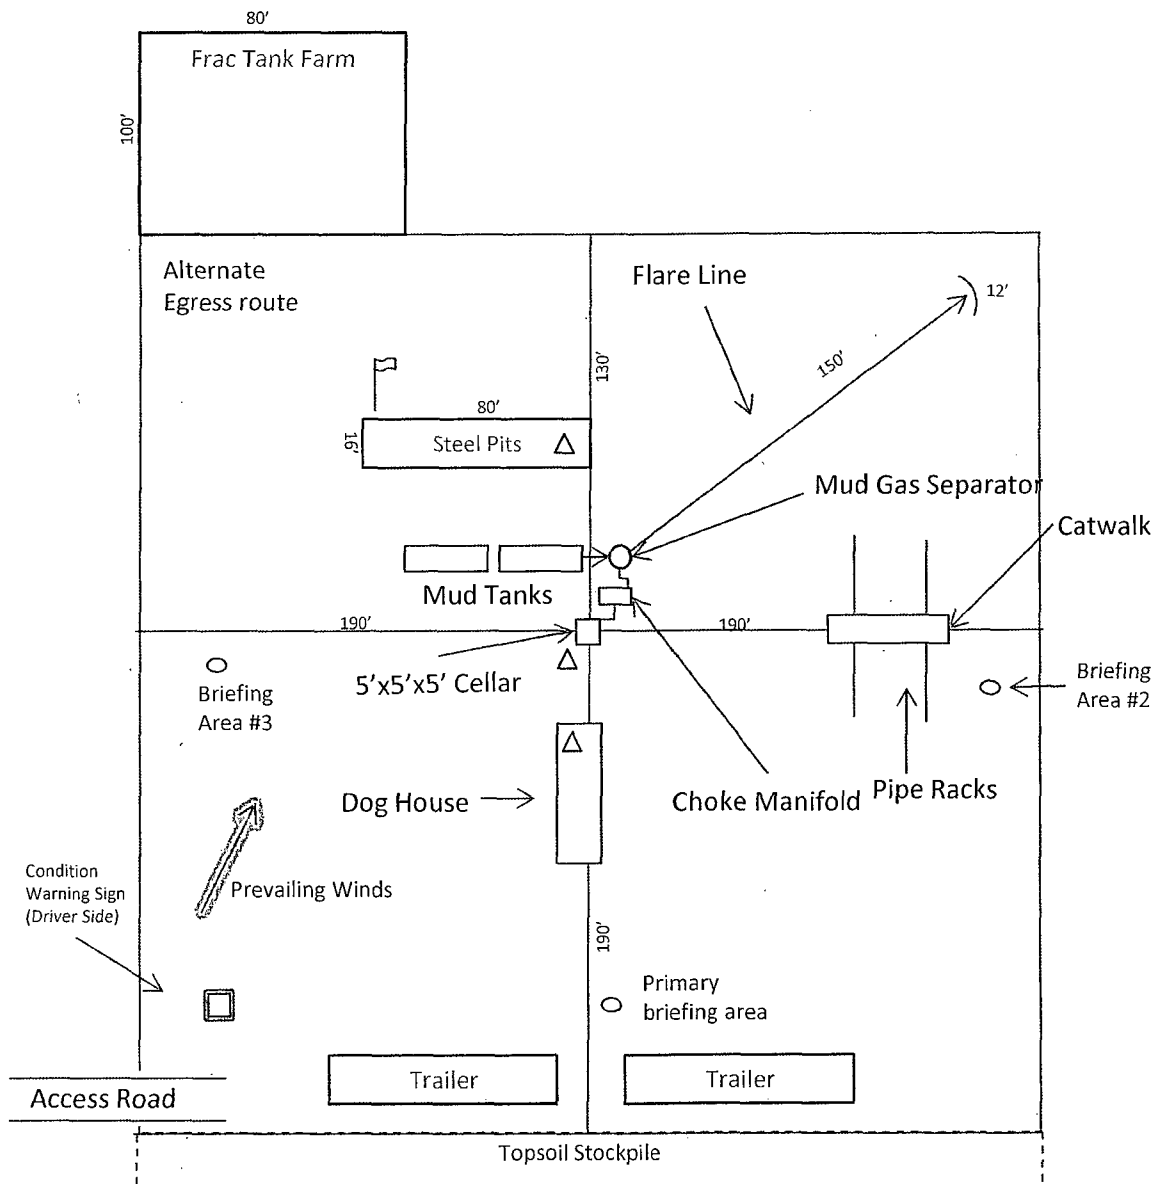 80’
Frac Tank Farm
100’
Alternate
Egress route
Flare Line
12’
130’
150’
80’
16’
Steel Pits
Mud Gas Separator
Catwalk
Mud Tanks
190’
190’
5’x5’x5’ Cellar
Briefing
Area #3
Briefing
Area #2
Dog House
Choke Manifold
Pipe Racks
Condition
Warning Sign
(Driver Side)
Prevailing Winds
190’
Primary
briefing area
Trailer
Trailer
Access Road
Topsoil Stockpile